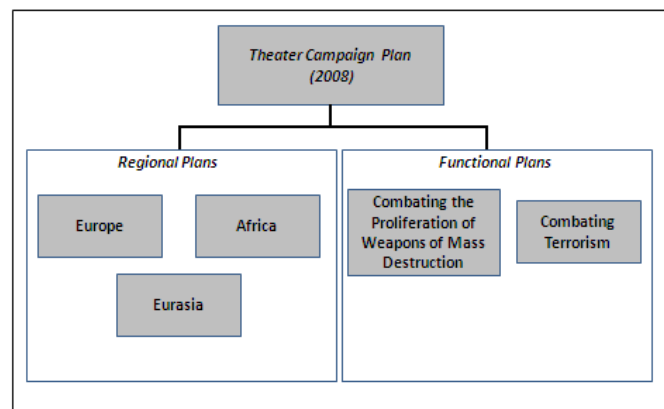 Theater Campaign Plan
(2008)
Regional Plans
Europe
Africa
Eurasia
Functional Plans
Combating the
Proliferation of
Weapons of Mass
Destruction
Combating
Terrorism